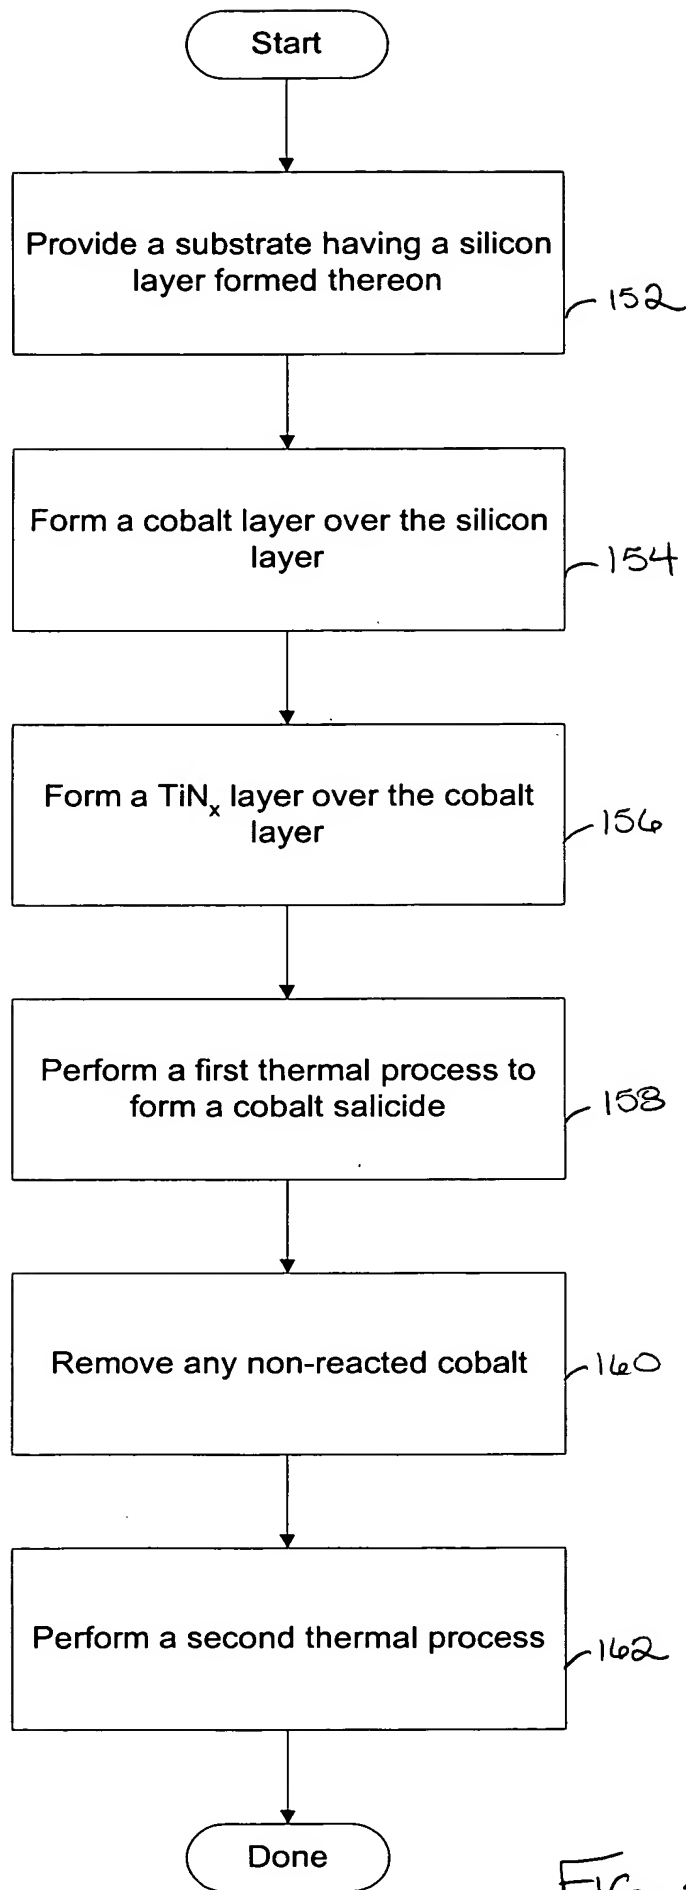 Start
Provide a substrate having a silicon
layer formed thereon
152
Form a cobalt layer over the silicon
layer
154
Form a TiNₓ layer over the cobalt
layer
156
Perform a first thermal process to
form a cobalt salicide
158
Remove any non-reacted cobalt
160
Perform a second thermal process
162
Done